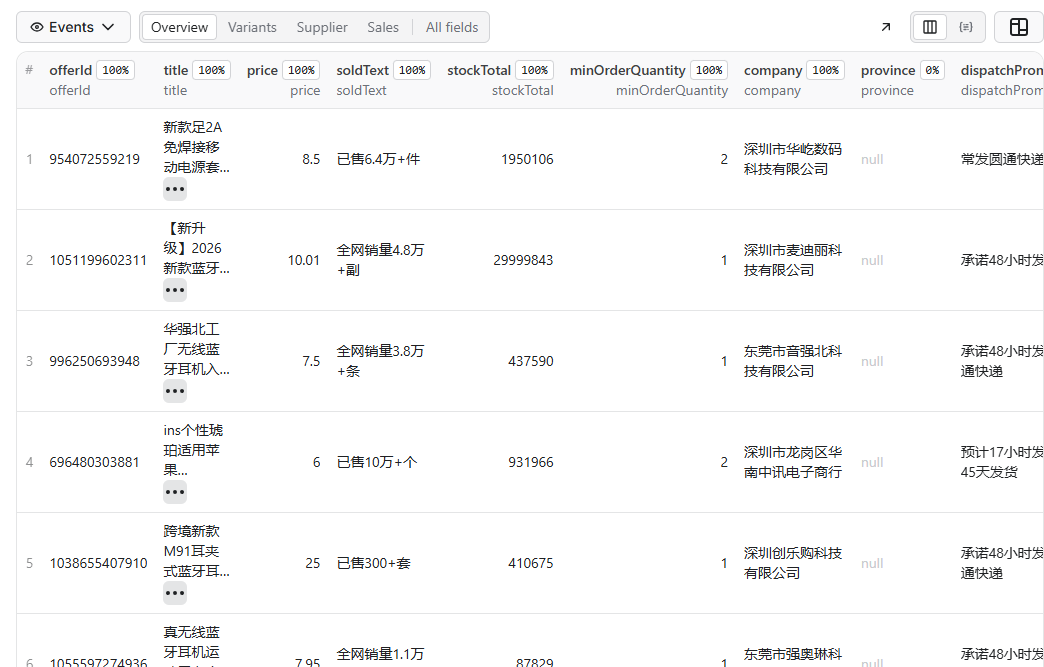 Events
Overview Variants Supplier Sales All fields
# offerId 100% title 100% price 100% soldText 100% stockTotal 100% minOrderQuantity 100% company 100% province 0% dispatchProm
offerId title price soldText stockTotal minOrderQuantity company province dispatchProm
新款足2A
免焊接移
1 954072559219 动电源套... 8.5 已售6.4万+件 1950106 2 深圳市华屹数码
科技有限公司 null 常发圆通快递
【新升
级】2026
2 1051199602311 新款蓝牙... 10.01 全网销量4.8万
+副 29999843 1 深圳市麦迪丽科
技有限公司 null 承诺48小时发
华强北工
厂无线蓝
3 996250693948 牙耳机入... 7.5 全网销量3.8万
+条 437590 1 东莞市音强北科
技有限公司 null 承诺48小时发
通快递
ins个性琥
珀适用苹
4 696480303881 果... 6 已售10万+个 931966 2 深圳市龙岗区华
南中讯电子商行 null 预计17小时发
45天发货
跨境新款
M91耳夹
5 1038655407910 式蓝牙耳... 25 已售300+套 410675 1 深圳创乐购科技
有限公司 null 承诺48小时发
通快递
真无线蓝
牙耳机运
6 1055597274936 7.95 全网销量1.1万 87829 1 东莞市强奥琳科 null 承诺48小时发